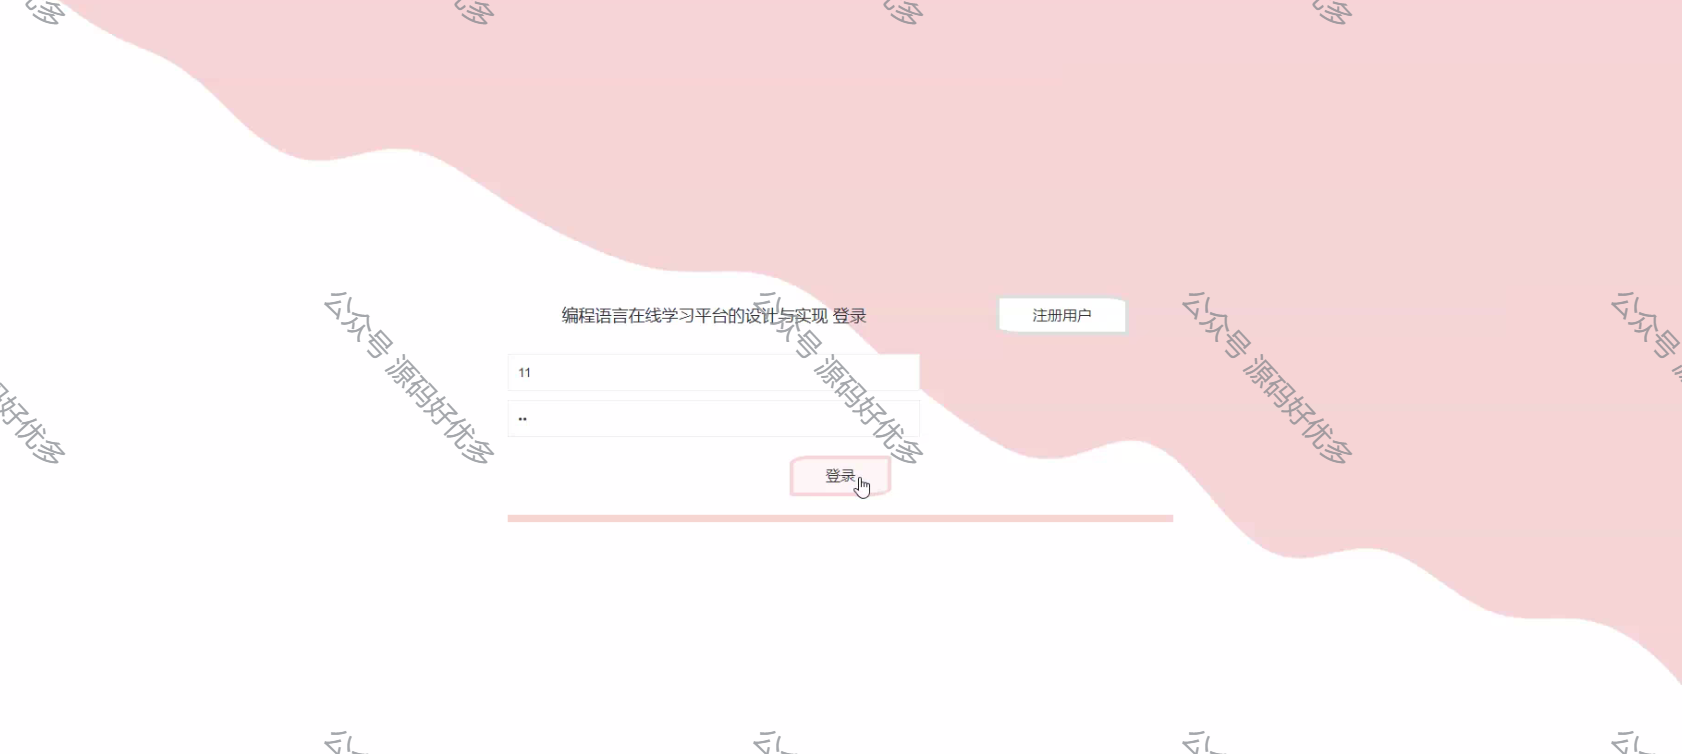 编程语言在线学习平台的设计与实现 登录
注册用户
11
••
登录
公众号 源码好优多
公众号 源码好优多
公众号 源码好优多